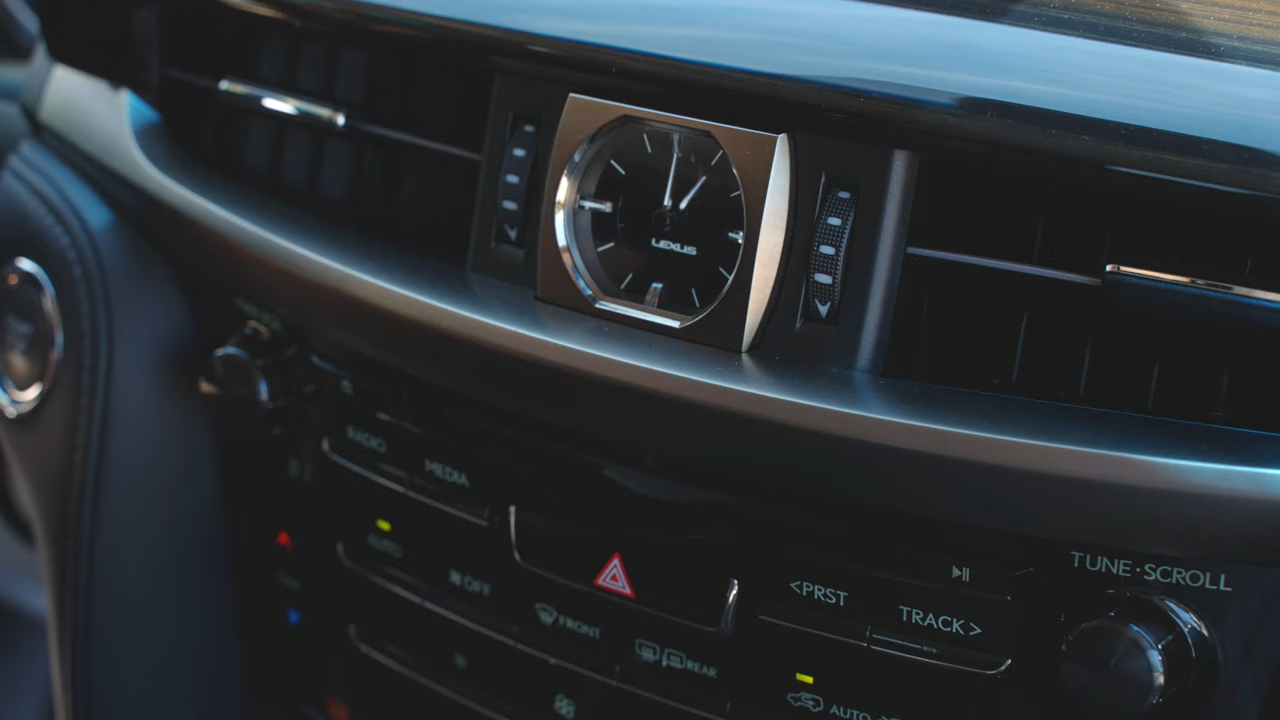 LEXUS
RADIO
MEDIA
AUTO
OFF
FRONT
REAR
<PRST
TRACK>
TUNE·SCROLL
AUTO